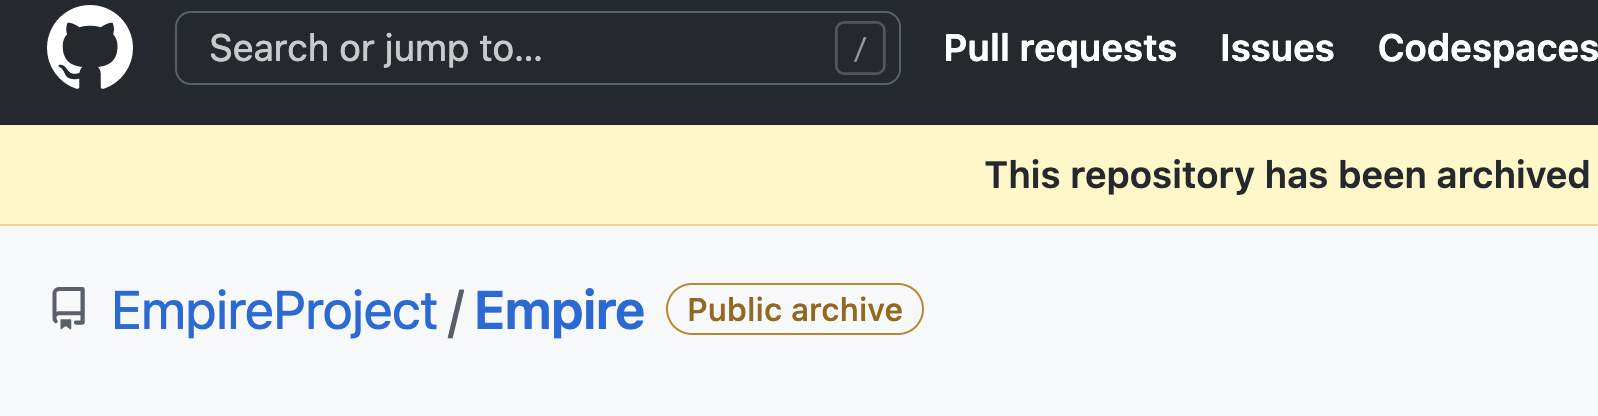 Search or jump to... /
Pull requests Issues Codespaces
This repository has been archived
EmpireProject / Empire Public archive